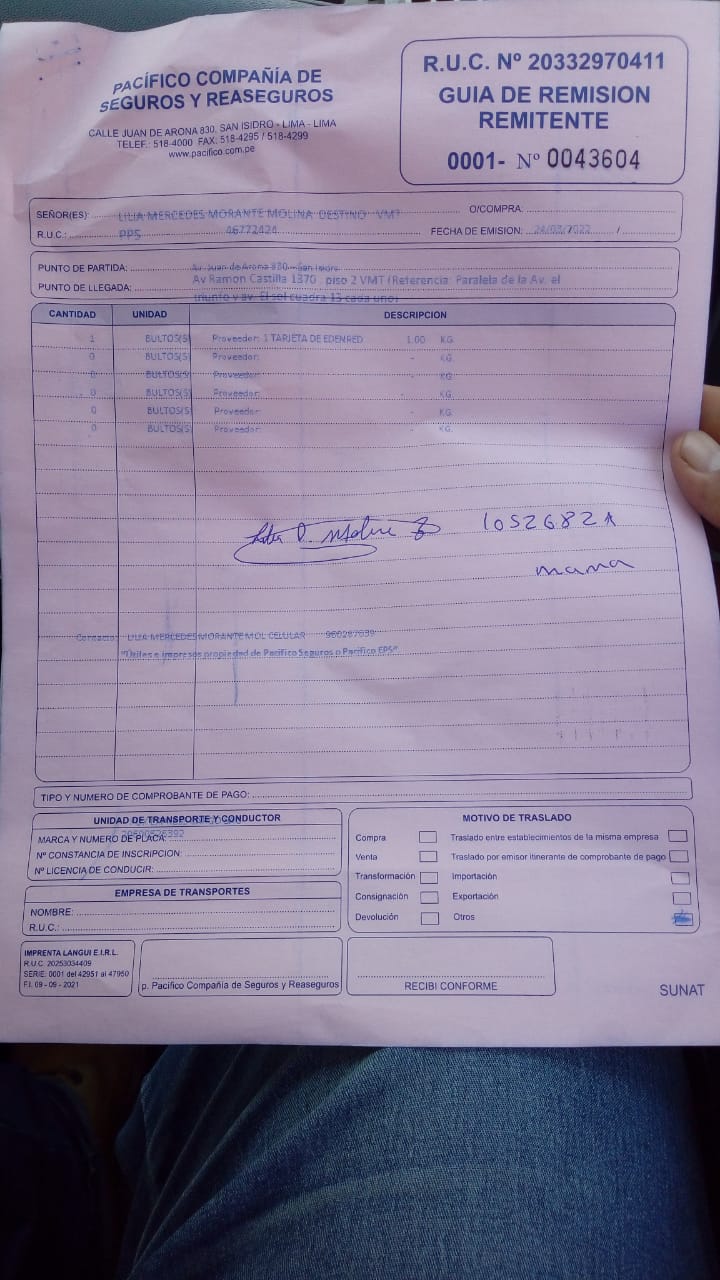 PACÍFICO COMPAÑÍA DE
SEGUROS Y REASEGUROS
CALLE JUAN DE ARONA 830, SAN ISIDRO - LIMA - LIMA
TELEF.: 518-4000 FAX: 518-4295 / 518-4299
www.pacifico.com.pe
R.U.C. Nº 20332970411
GUIA DE REMISION
REMITENTE
0001- Nº 0043604
SEÑOR(ES): LILIA MERCEDES MORANTE MOLINA DESTINO VMT
O/COMPRA:
R.U.C.: PPS 46772424
FECHA DE EMISION: 24/03/2022 /
PUNTO DE PARTIDA: Av. Juan de Arona 830 - San Isidro
PUNTO DE LLEGADA: Av Ramon Castilla 1370 , piso 2 VMT (Referencia: Paralela de la Av. el
triunfo y av. El sol cuadra 13 cada uno)
CANTIDAD UNIDAD DESCRIPCION
1 BULTOS(S) Proveedor: 1 TARJETA DE EDENRED 1.00 KG.
0 BULTOS(S) Proveedor: - KG.
0 BULTOS(S) Proveedor: - KG.
0 BULTOS(S) Proveedor: - KG.
0 BULTOS(S) Proveedor: - KG.
0 BULTOS(S) Proveedor: - KG.
mama
Contacto: LILIA MERCEDES MORANTE MOL CELULAR
"Útiles e impresos propiedad de Pacifico Seguros o Pacifico EPS"
TIPO Y NUMERO DE COMPROBANTE DE PAGO:
UNIDAD DE TRANSPORTE Y CONDUCTOR
MARCA Y NUMERO DE PLACA:
Nº CONSTANCIA DE INSCRIPCION:
Nº LICENCIA DE CONDUCIR:
EMPRESA DE TRANSPORTES
NOMBRE:
R.U.C.:
MOTIVO DE TRASLADO
Compra Traslado entre establecimientos de la misma empresa
Venta Traslado por emisor itinerante de comprobante de pago
Transformación Importación
Consignación Exportación
Devolución Otros
IMPRENTA LANGUI E.I.R.L.
R.U.C. 20253034409
SERIE: 0001 del 42951 al 47950
F.I. 09 - 09 - 2021
p. Pacifico Compañía de Seguros y Reaseguros
RECIBI CONFORME
SUNAT